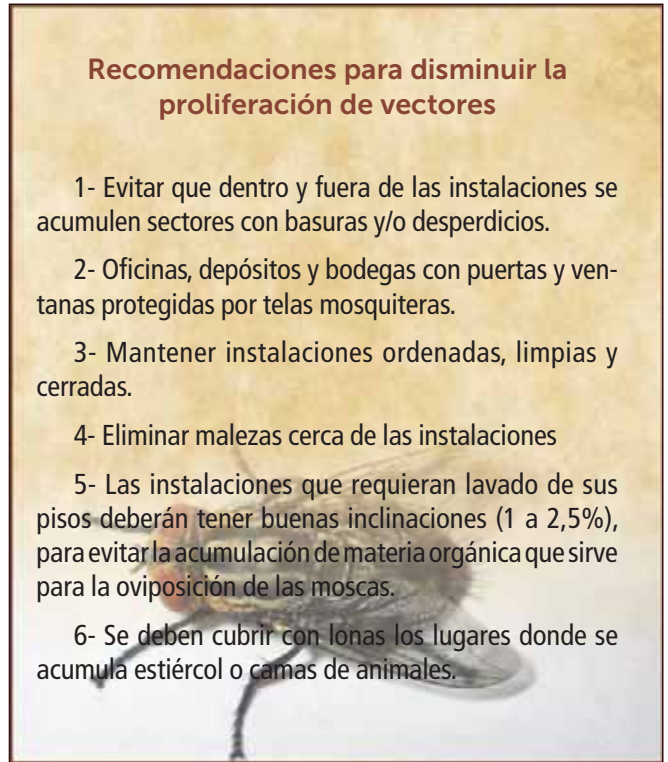 Recomendaciones para disminuir la
proliferación de vectores
1- Evitar que dentro y fuera de las instalaciones se
acumulen sectores con basuras y/o desperdicios.
2- Oficinas, depósitos y bodegas con puertas y ven-
tanas protegidas por telas mosquiteras.
3- Mantener instalaciones ordenadas, limpias y
cerradas.
4- Eliminar malezas cerca de las instalaciones
5- Las instalaciones que requieran lavado de sus
pisos deberán tener buenas inclinaciones (1 a 2,5%),
para evitar la acumulación de materia orgánica que sirve
para la oviposición de las moscas.
6- Se deben cubrir con lonas los lugares donde se
acumula estiércol o camas de animales.